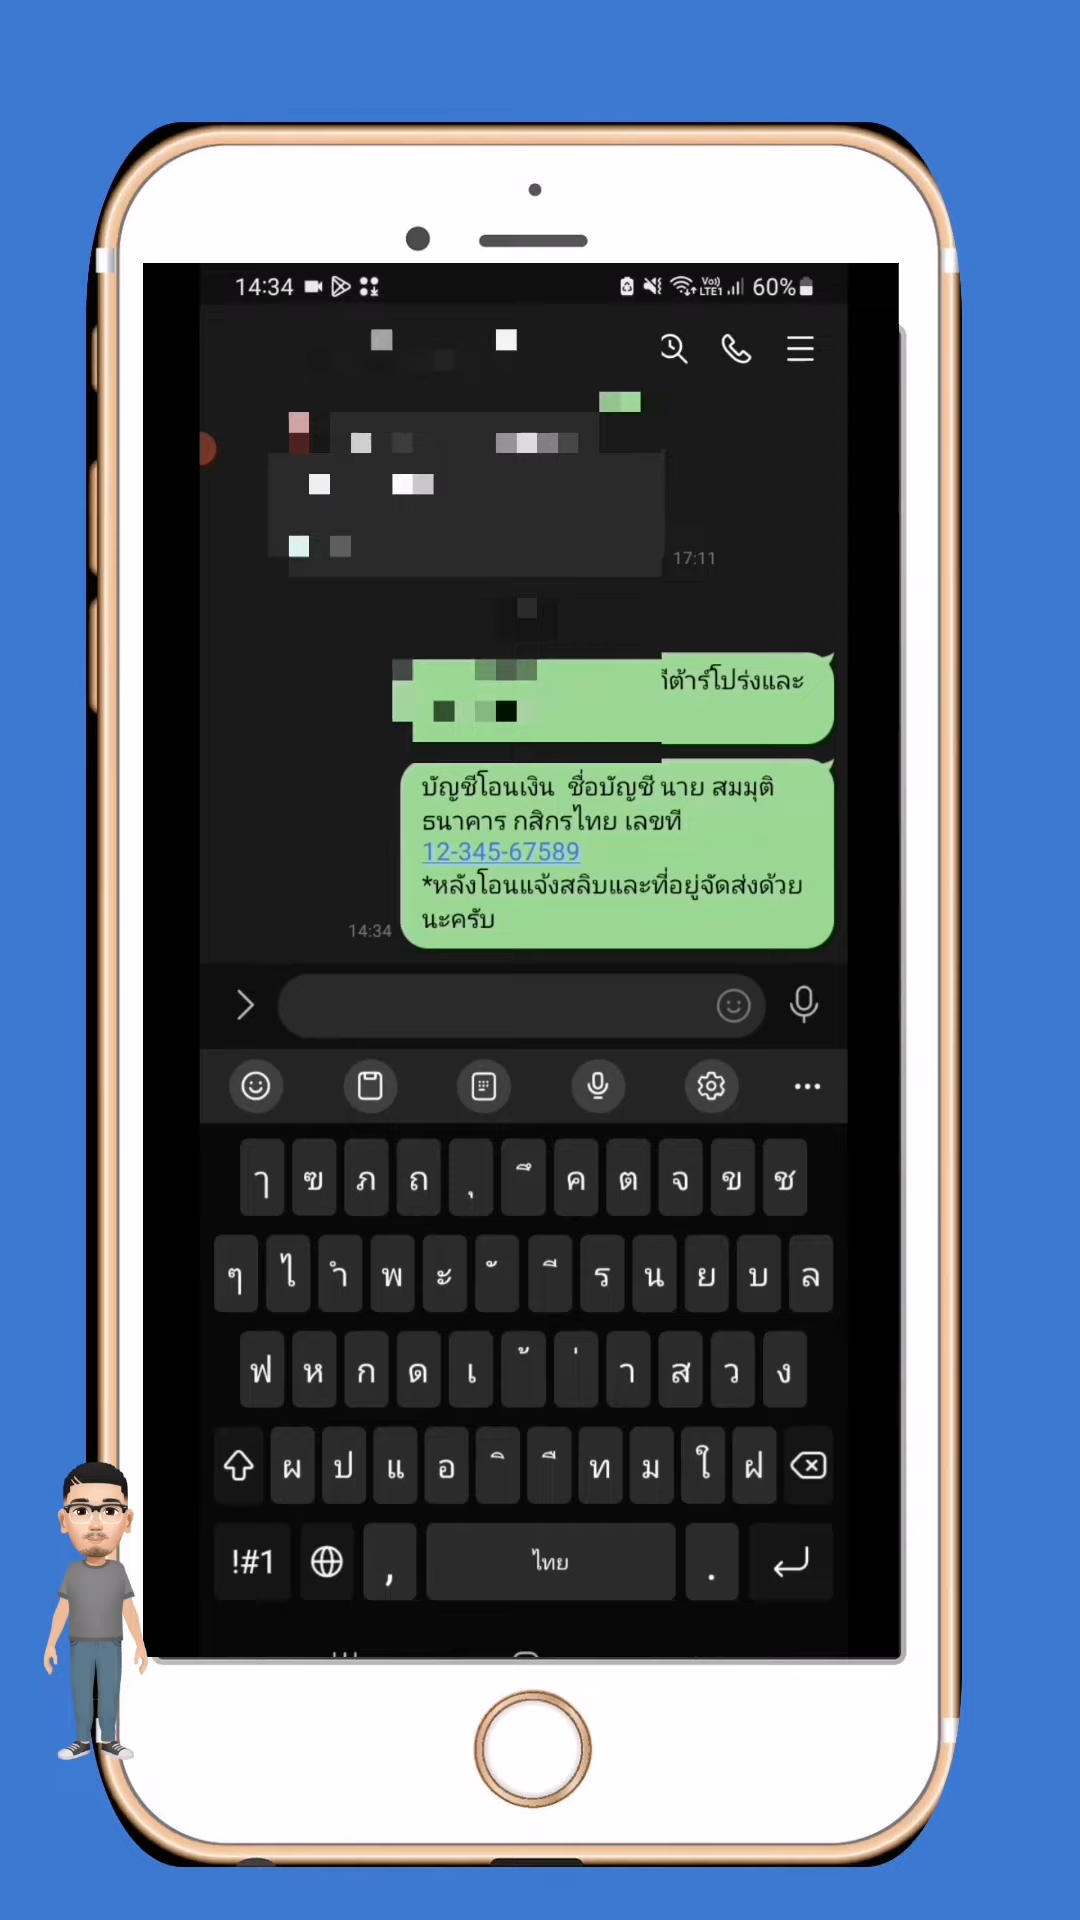 14:34 Vo) LTE1 60%
17:11
กีต้าร์โปร่งและ
บัญชีโอนเงิน ชื่อบัญชี นาย สมมุติ
ธนาคาร กสิกรไทย เลขที
12-345-67589
*หลังโอนแจ้งสลิบและที่อยู่จัดส่งด้วย
นะครับ
14:34
ๅ ฃ ภ ถ ุ ึ ค ต จ ข ช
ๆ ไ ำ พ ะ ั ี ร น ย บ ล
ฟ ห ก ด เ ้ ่ า ส ว ง
ผ ป แ อ ิ ื ท ม ใ ฝ
!#1 , ไทย .